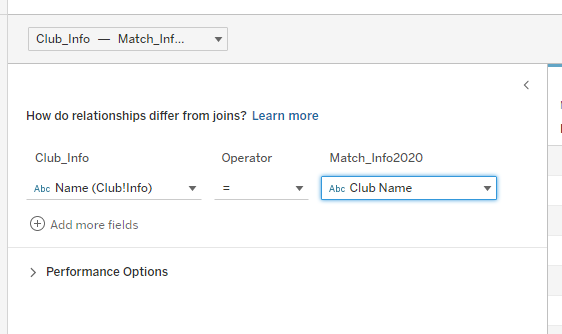 Club_Info — Match_Inf...
How do relationships differ from joins? Learn more
Club_Info Operator Match_Info2020
Abc Name (Club!Info) = Abc Club Name
Add more fields
Performance Options